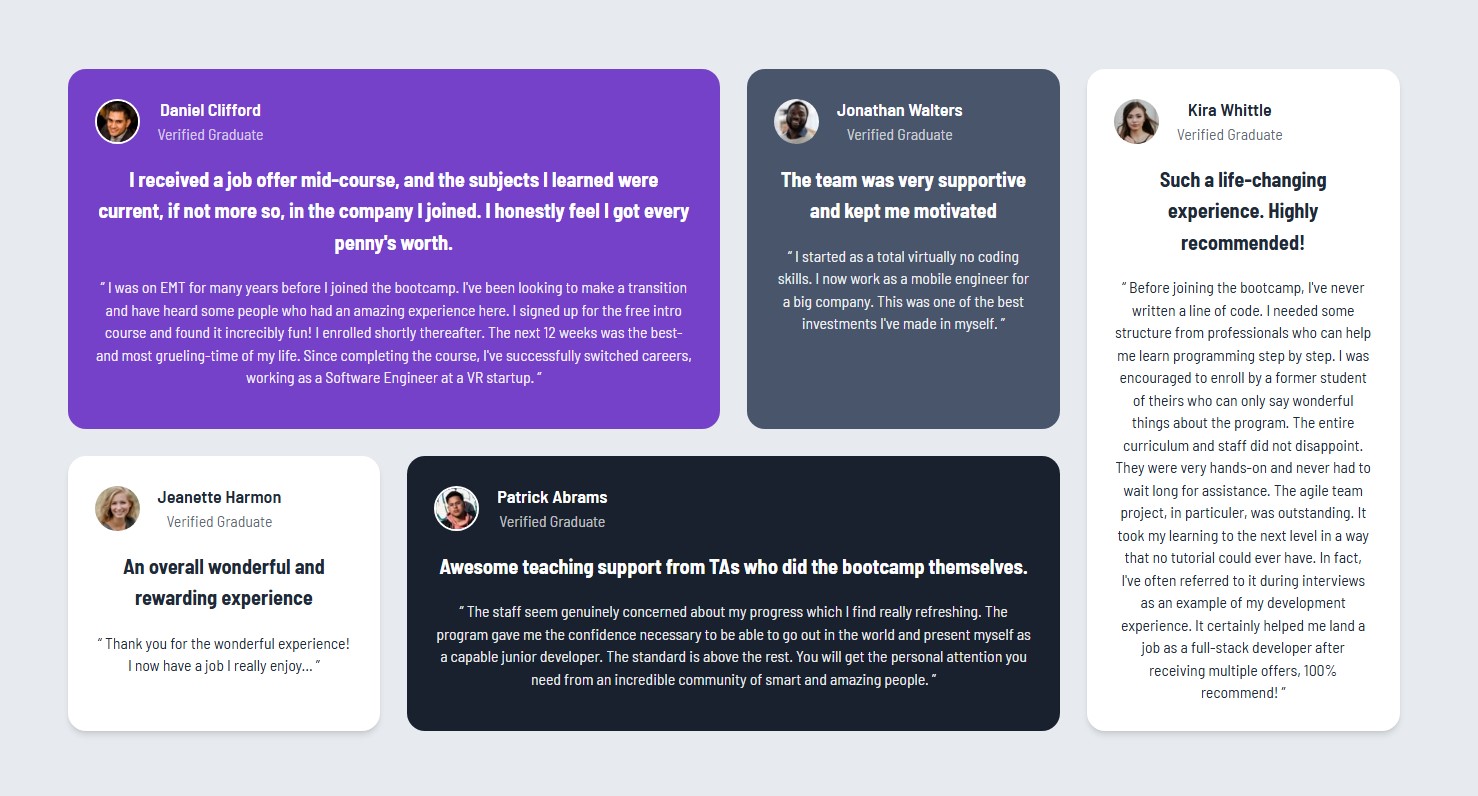 Daniel Clifford
Verified Graduate
I received a job offer mid-course, and the subjects I learned were
current, if not more so, in the company I joined. I honestly feel I got every
penny's worth.
“ I was on EMT for many years before I joined the bootcamp. I've been looking to make a transition
and have heard some people who had an amazing experience here. I signed up for the free intro
course and found it increcibly fun! I enrolled shortly thereafter. The next 12 weeks was the best-
and most grueling-time of my life. Since completing the course, I've successfully switched careers,
working as a Software Engineer at a VR startup. ”
Jonathan Walters
Verified Graduate
The team was very supportive
and kept me motivated
“ I started as a total virtually no coding
skills. I now work as a mobile engineer for
a big company. This was one of the best
investments I've made in myself. ”
Kira Whittle
Verified Graduate
Such a life-changing
experience. Highly
recommended!
“ Before joining the bootcamp, I've never
written a line of code. I needed some
structure from professionals who can help
me learn programming step by step. I was
encouraged to enroll by a former student
of theirs who can only say wonderful
things about the program. The entire
curriculum and staff did not disappoint.
They were very hands-on and never had to
wait long for assistance. The agile team
project, in particuler, was outstanding. It
took my learning to the next level in a way
that no tutorial could ever have. In fact,
I've often referred to it during interviews
as an example of my development
experience. It certainly helped me land a
job as a full-stack developer after
receiving multiple offers, 100%
recommend! ”
Jeanette Harmon
Verified Graduate
An overall wonderful and
rewarding experience
“ Thank you for the wonderful experience!
I now have a job I really enjoy... ”
Patrick Abrams
Verified Graduate
Awesome teaching support from TAs who did the bootcamp themselves.
“ The staff seem genuinely concerned about my progress which I find really refreshing. The
program gave me the confidence necessary to be able to go out in the world and present myself as
a capable junior developer. The standard is above the rest. You will get the personal attention you
need from an incredible community of smart and amazing people. ”